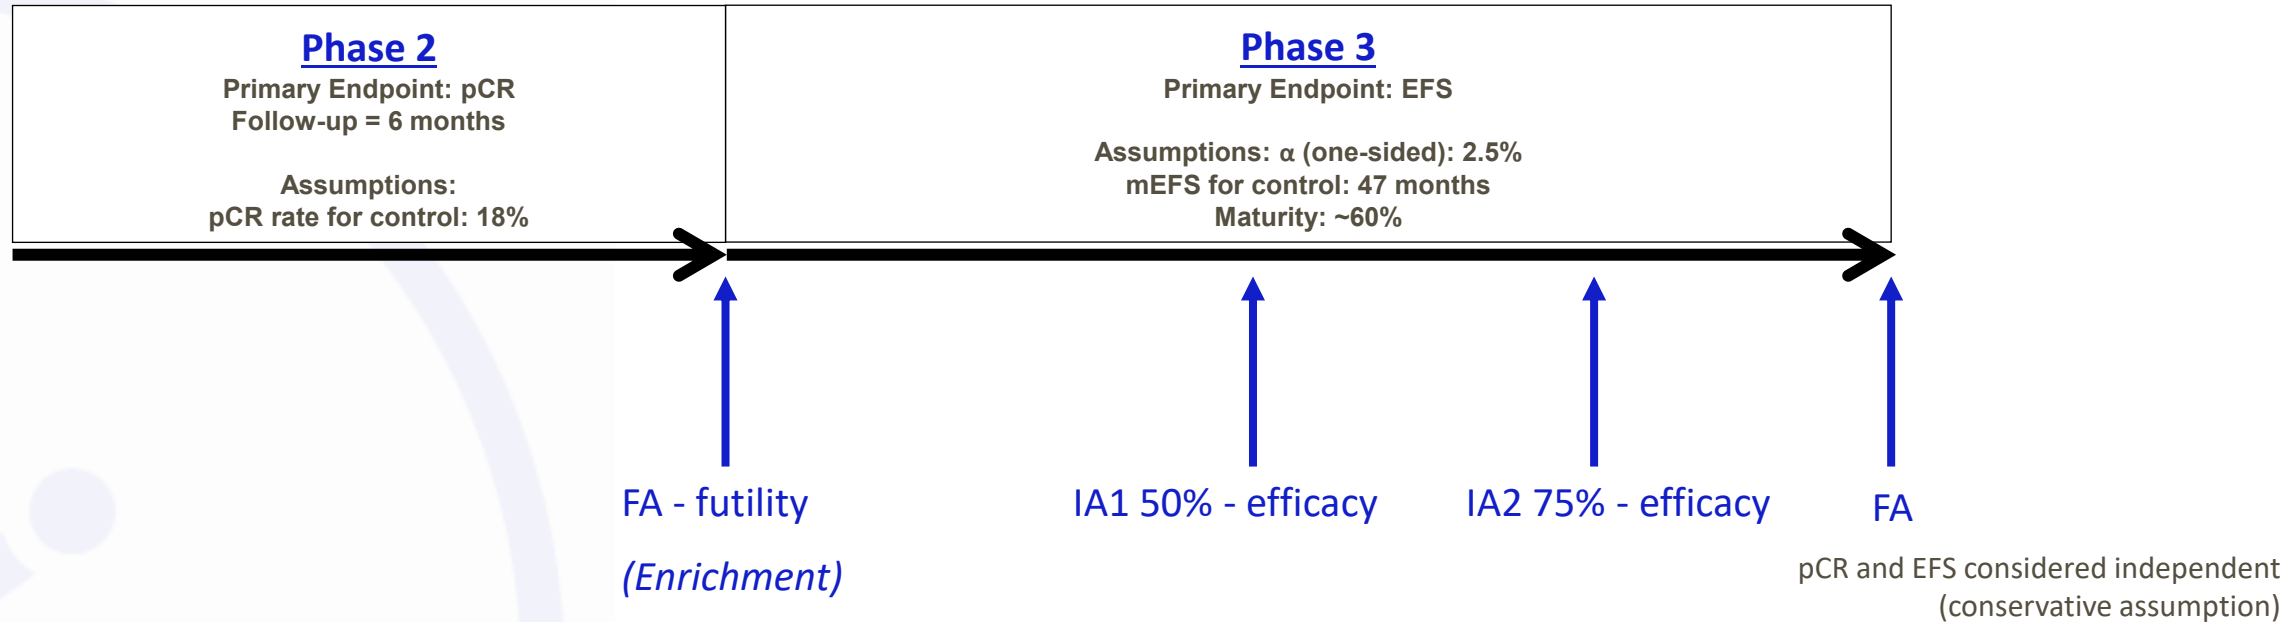 Phase 2
Primary Endpoint: pCR
Follow-up = 6 months
Assumptions:
pCR rate for control: 18%
Phase 3
Primary Endpoint: EFS
Assumptions: α (one-sided): 2.5%
mEFS for control: 47 months
Maturity: ~60%
FA - futility
(Enrichment)
IA1 50% - efficacy
IA2 75% - efficacy
FA
pCR and EFS considered independent
(conservative assumption)